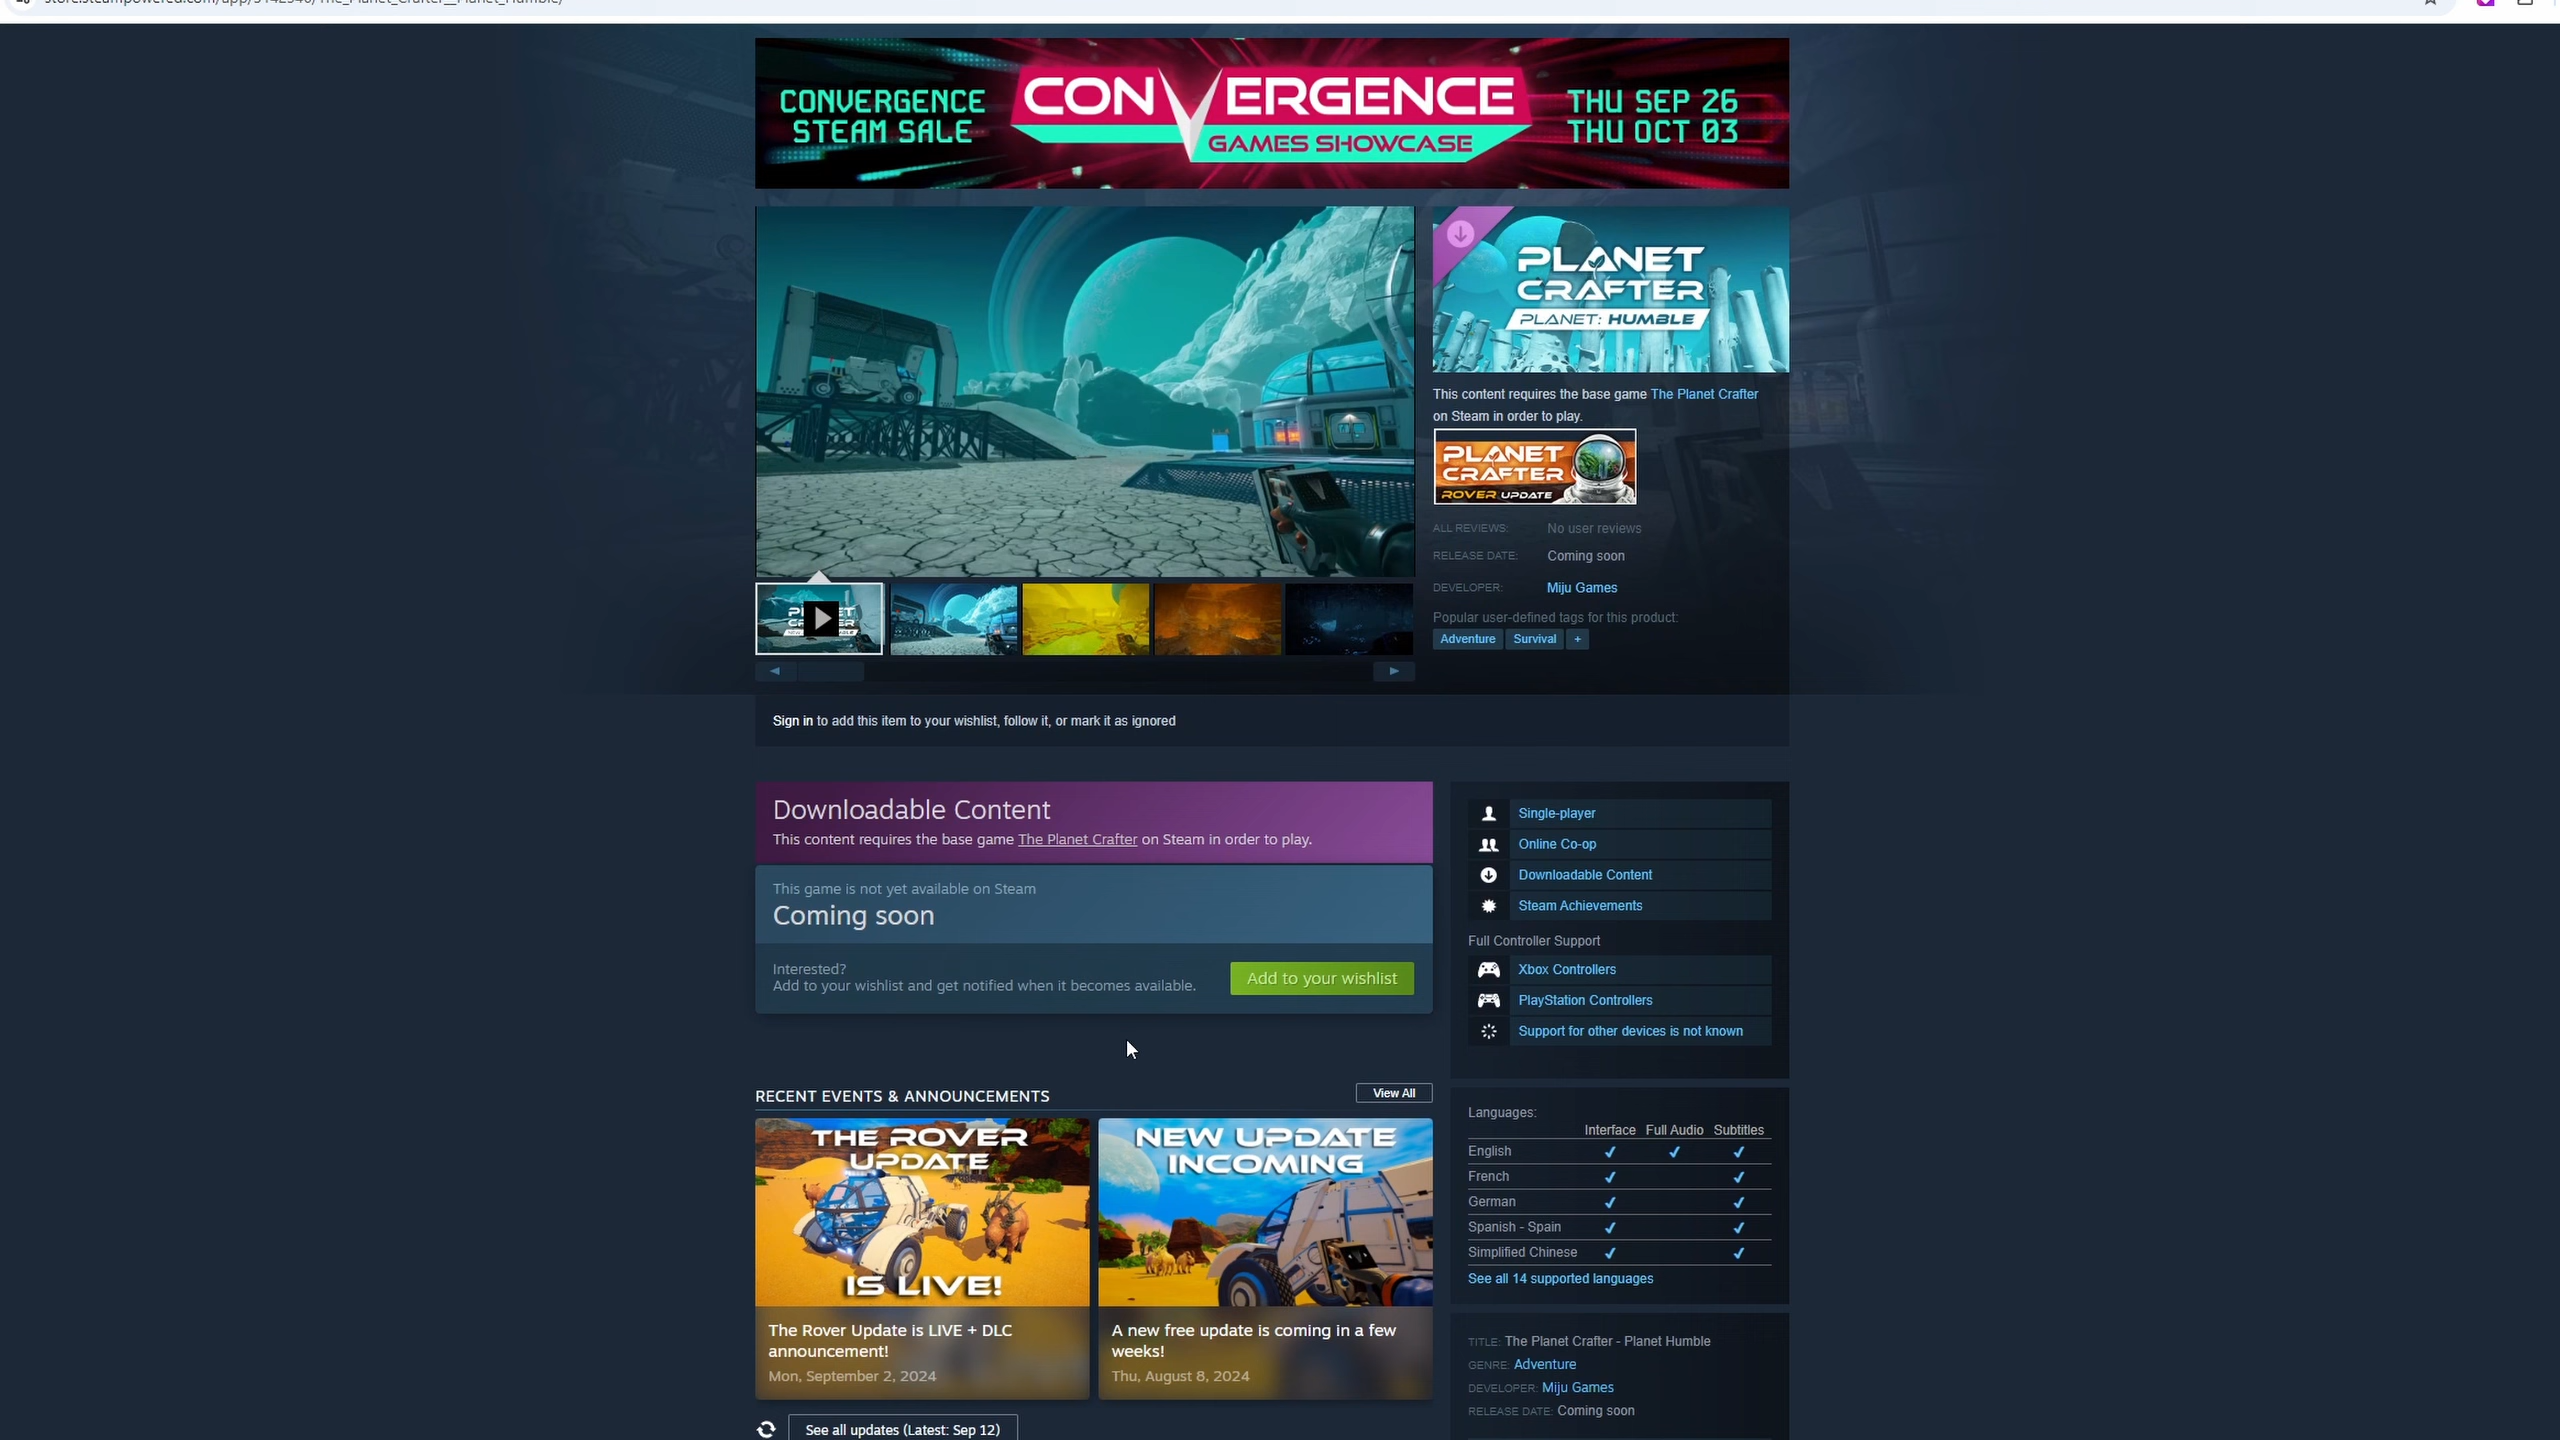 CONVERGENCE
STEAM SALE
CONVERGENCE
GAMES SHOWCASE
THU SEP 26
THU OCT 03
PLANET
CRAFTER
PLANET: HUMBLE
This content requires the base game The Planet Crafter
on Steam in order to play.
PLANET
CRAFTER
ROVER UPDATE
ALL REVIEWS: No user reviews
RELEASE DATE: Coming soon
DEVELOPER: Miju Games
Popular user-defined tags for this product:
Adventure Survival +
Sign in to add this item to your wishlist, follow it, or mark it as ignored
Downloadable Content
This content requires the base game The Planet Crafter on Steam in order to play.
This game is not yet available on Steam
Coming soon
Interested?
Add to your wishlist and get notified when it becomes available.
Add to your wishlist
Single-player
Online Co-op
Downloadable Content
Steam Achievements
Full Controller Support
Xbox Controllers
PlayStation Controllers
Support for other devices is not known
RECENT EVENTS & ANNOUNCEMENTS
View All
THE ROVER
UPDATE
IS LIVE!
The Rover Update is LIVE + DLC
announcement!
Mon, September 2, 2024
NEW UPDATE
INCOMING
A new free update is coming in a few
weeks!
Thu, August 8, 2024
See all updates (Latest: Sep 12)
Languages:
Interface Full Audio Subtitles
English ✔ ✔ ✔
French ✔ ✔
German ✔ ✔
Spanish - Spain ✔ ✔
Simplified Chinese ✔ ✔
See all 14 supported languages
TITLE: The Planet Crafter - Planet Humble
GENRE: Adventure
DEVELOPER: Miju Games
RELEASE DATE: Coming soon